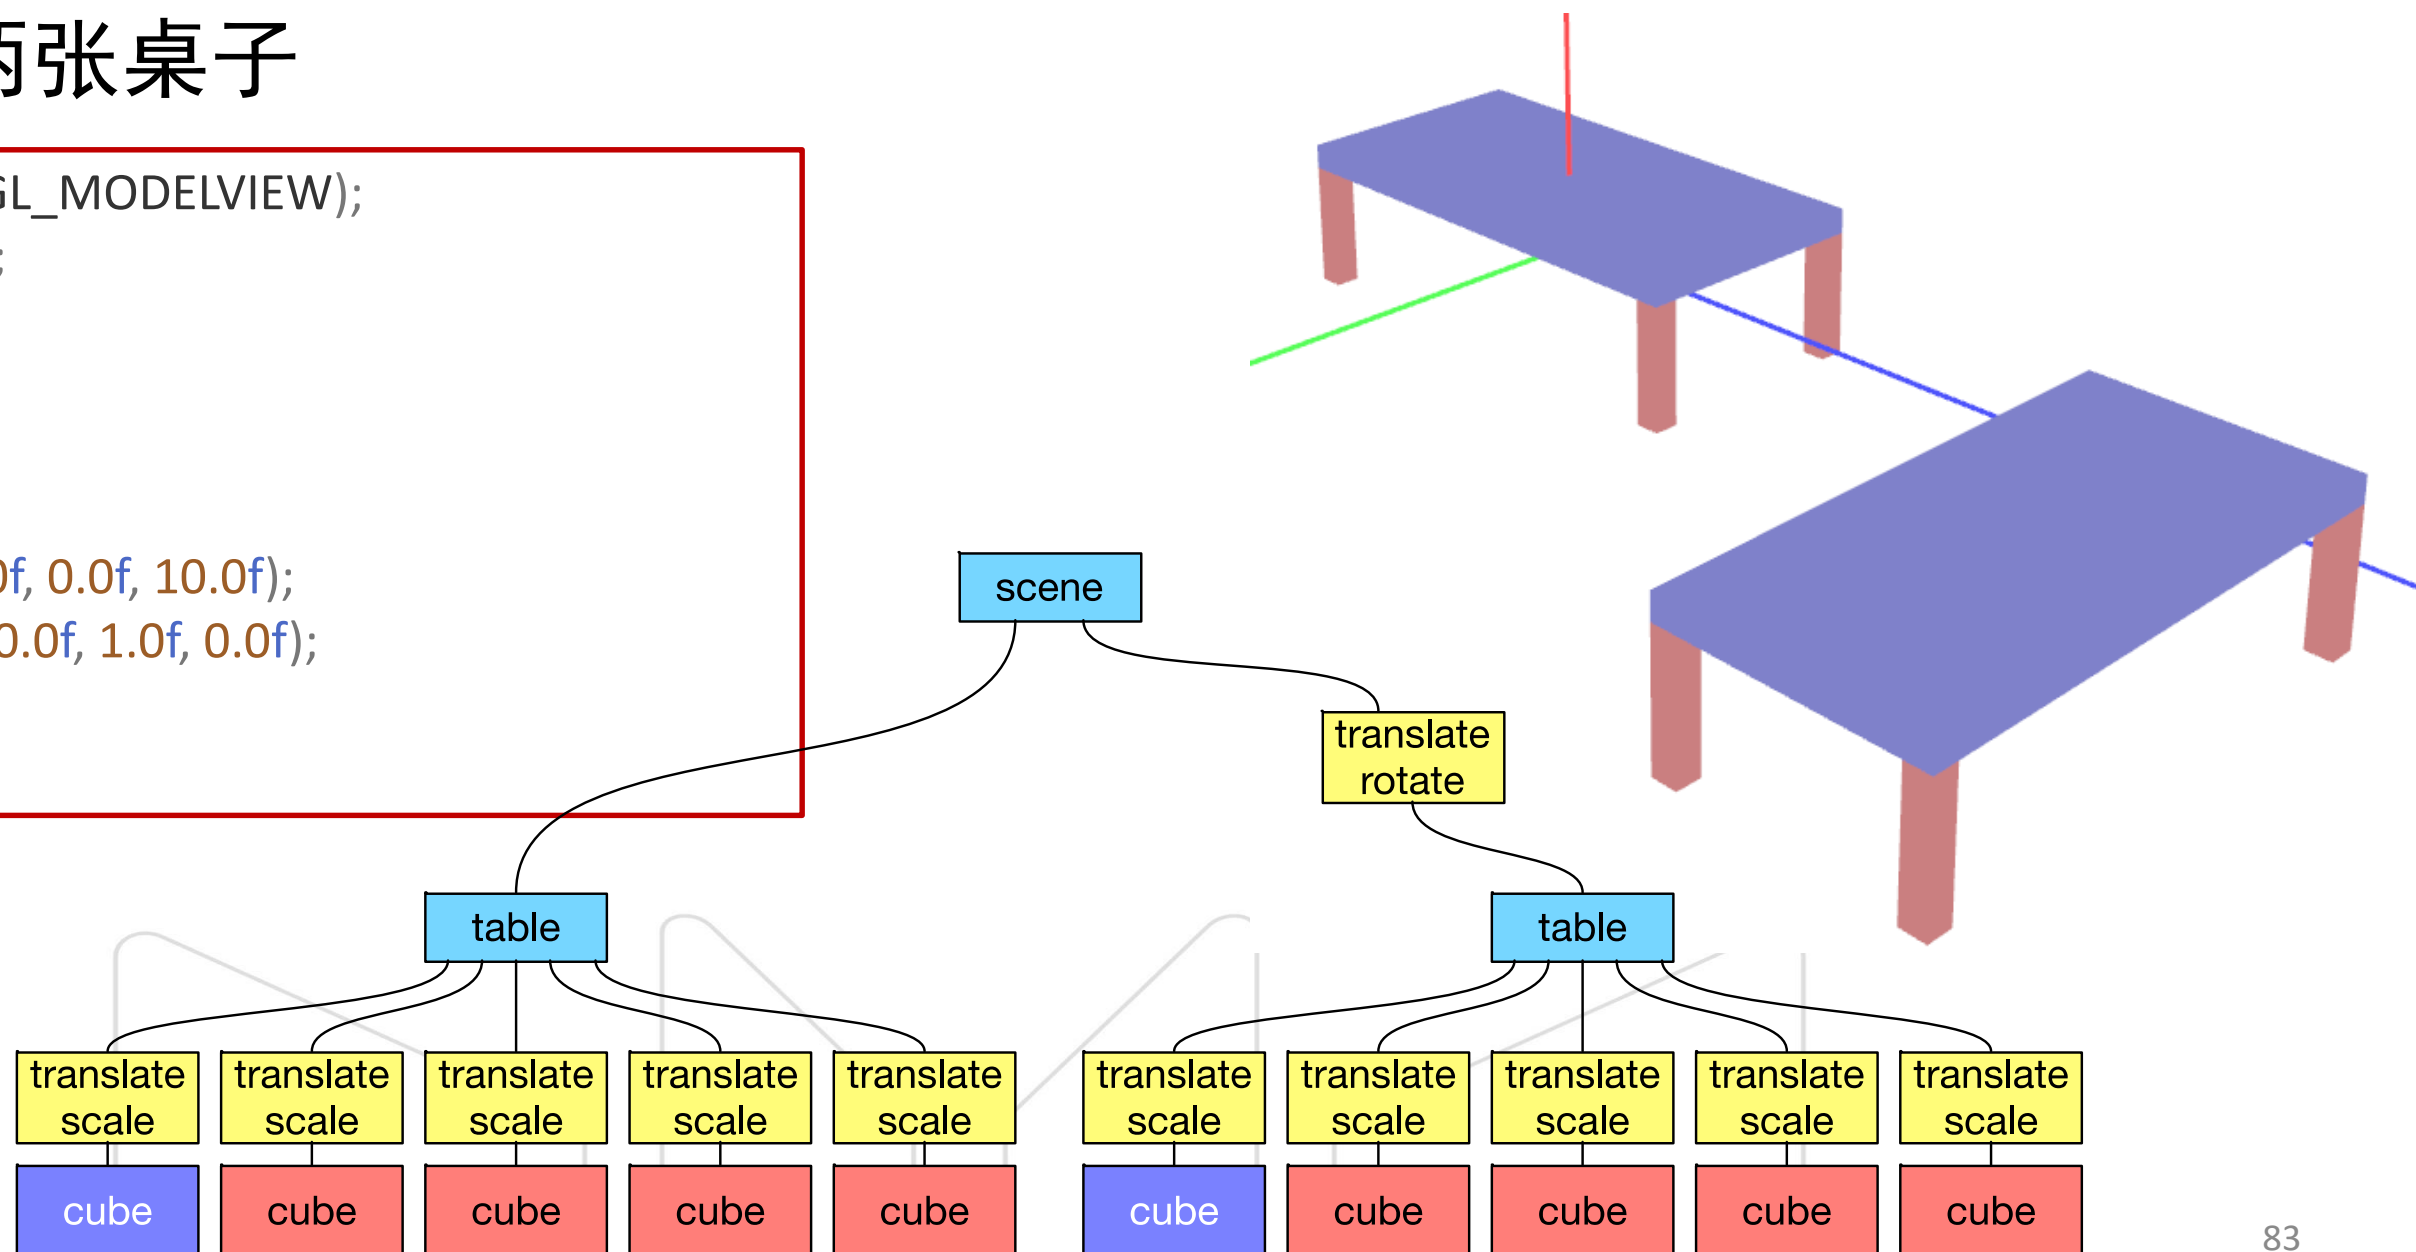 张桌子
GL_MODELVIEW);
;
0f, 0.0f, 10.0f);
0.0f, 1.0f, 0.0f);
scene
translate
rotate
table
table
translate
scale
translate
scale
translate
scale
translate
scale
translate
scale
translate
scale
translate
scale
translate
scale
translate
scale
translate
scale
cube
cube
cube
cube
cube
cube
cube
cube
cube
cube
83